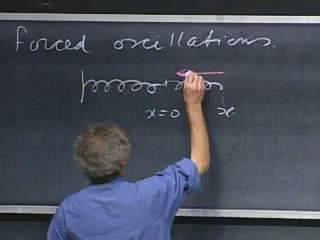 forced oscillations.
x=0 x